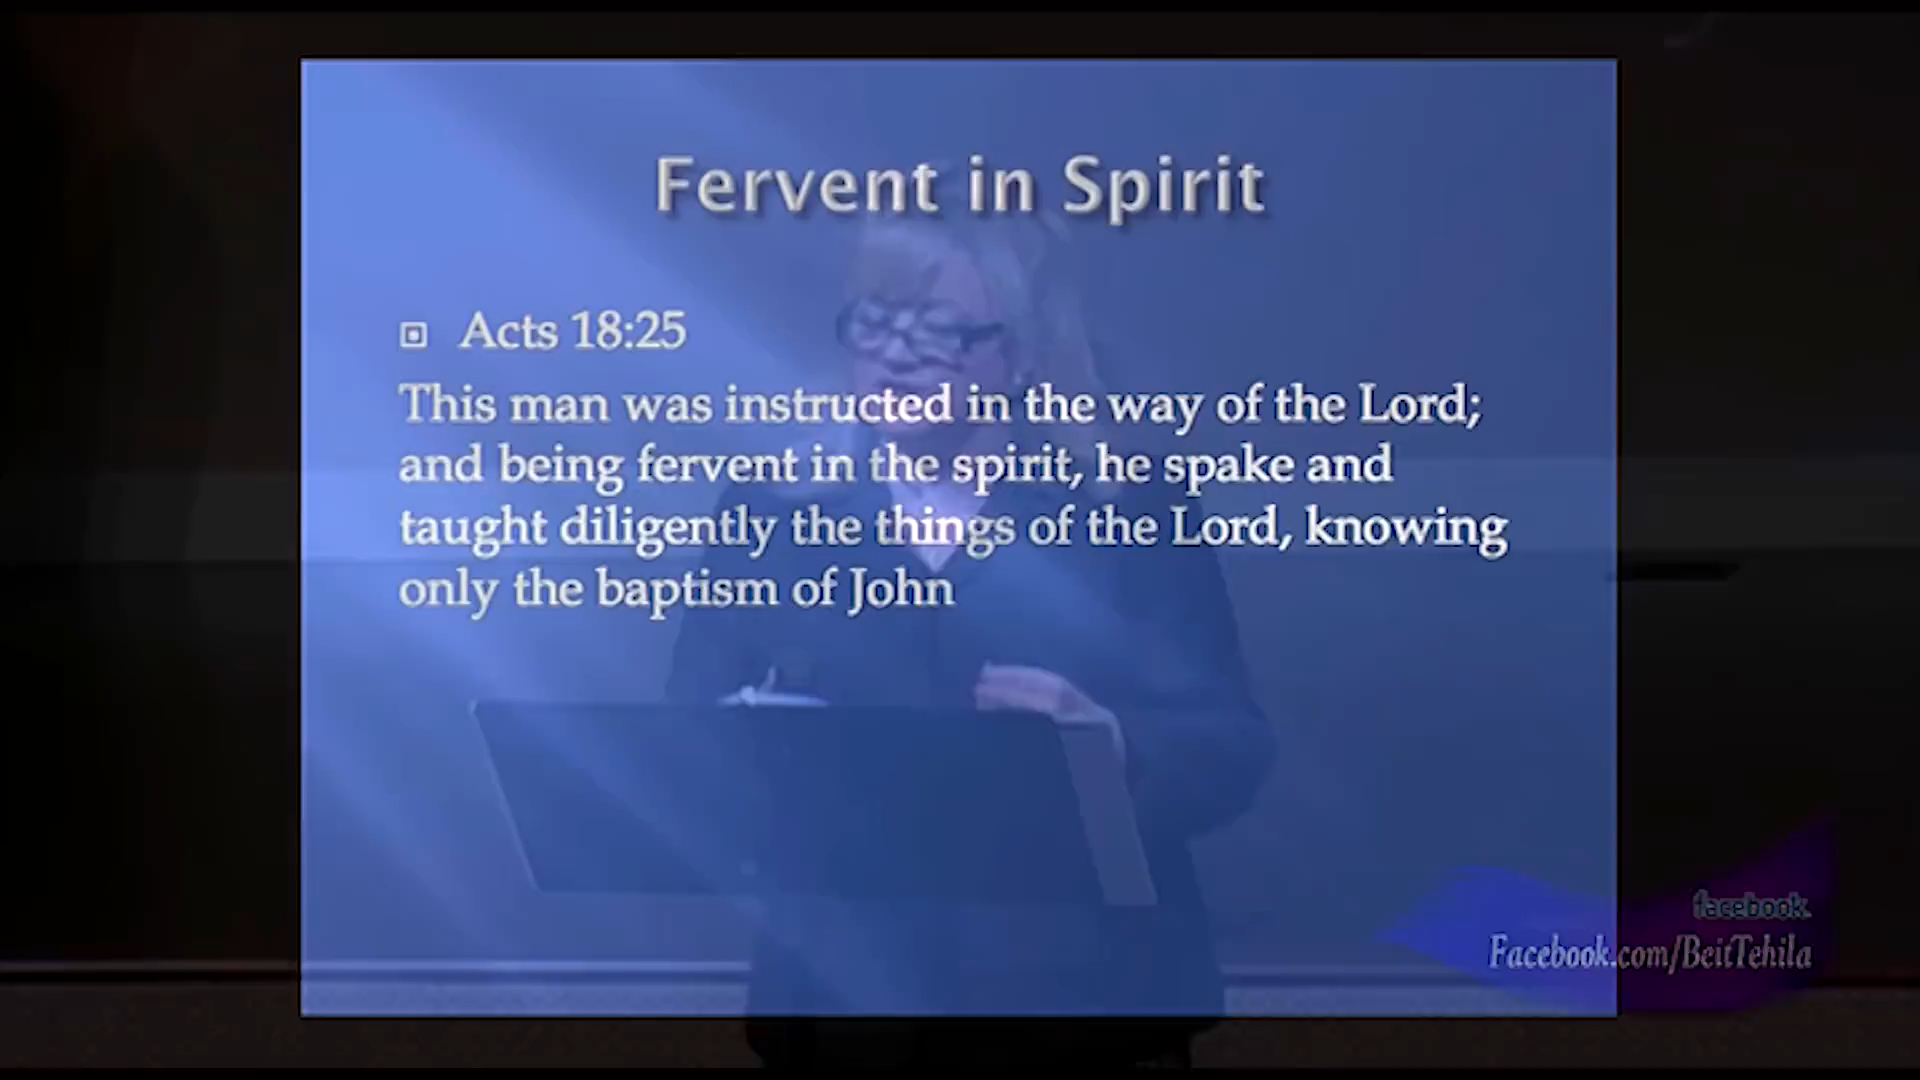 Fervent in Spirit
Acts 18:25
This man was instructed in the way of the Lord;
and being fervent in the spirit, he spake and
taught diligently the things of the Lord, knowing
only the baptism of John
facebook.
Facebook.com/BeitTehila